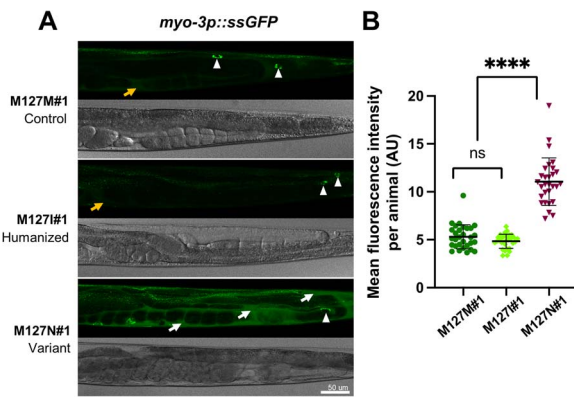 A
myo-3p::ssGFP
M127M#1
Control
M127I#1
Humanized
M127N#1
Variant
50 um
B
Mean fluorescence intensity
per animal (AU)
20
15
10
5
0
****
ns
M127M#1
M127I#1
M127N#1